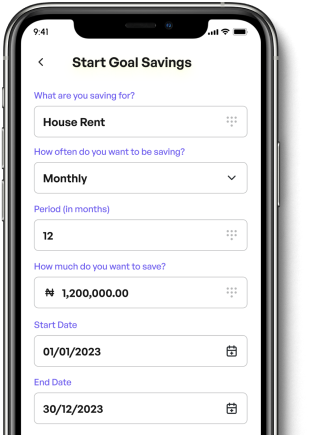 9:41
Start Goal Savings
What are you saving for?
House Rent
How often do you want to be saving?
Monthly
Period (in months)
12
How much do you want to save?
₦ 1,200,000.00
Start Date
01/01/2023
End Date
30/12/2023